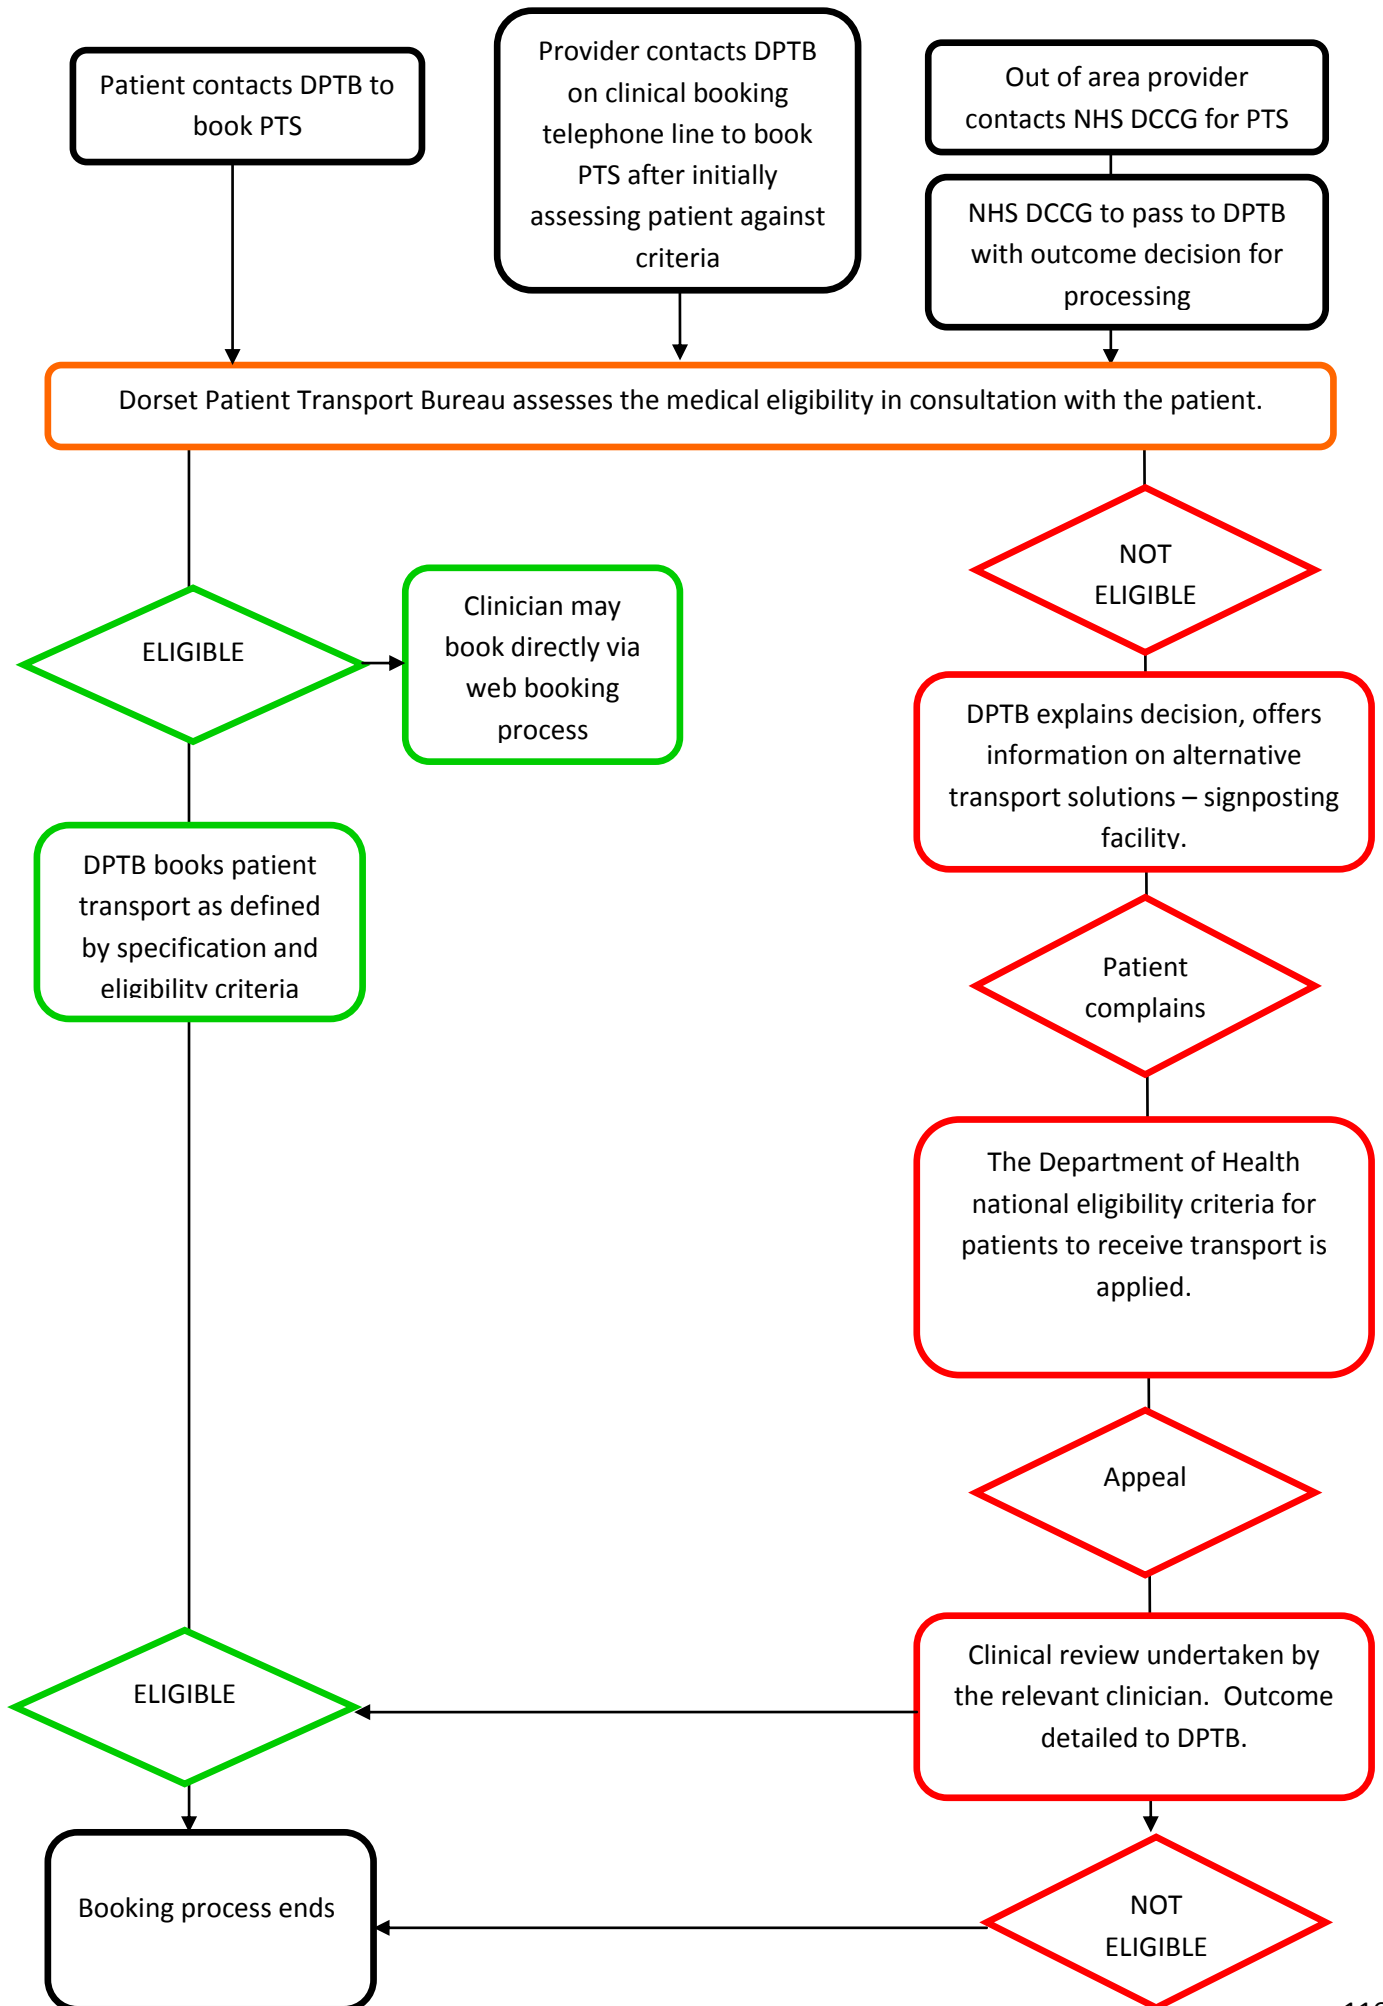 Patient contacts DPTB to
book PTS
Provider contacts DPTB
on clinical booking
telephone line to book
PTS after initially
assessing patient against
criteria
Out of area provider
contacts NHS DCCG for PTS
NHS DCCG to pass to DPTB
with outcome decision for
processing
Dorset Patient Transport Bureau assesses the medical eligibility in consultation with the patient.
ELIGIBLE
Clinician may
book directly via
web booking
process
NOT
ELIGIBLE
DPTB explains decision, offers
information on alternative
transport solutions – signposting
facility.
DPTB books patient
transport as defined
by specification and
eligibility criteria
Patient
complains
The Department of Health
national eligibility criteria for
patients to receive transport is
applied.
Appeal
Clinical review undertaken by
the relevant clinician.  Outcome
detailed to DPTB.
ELIGIBLE
Booking process ends
NOT
ELIGIBLE